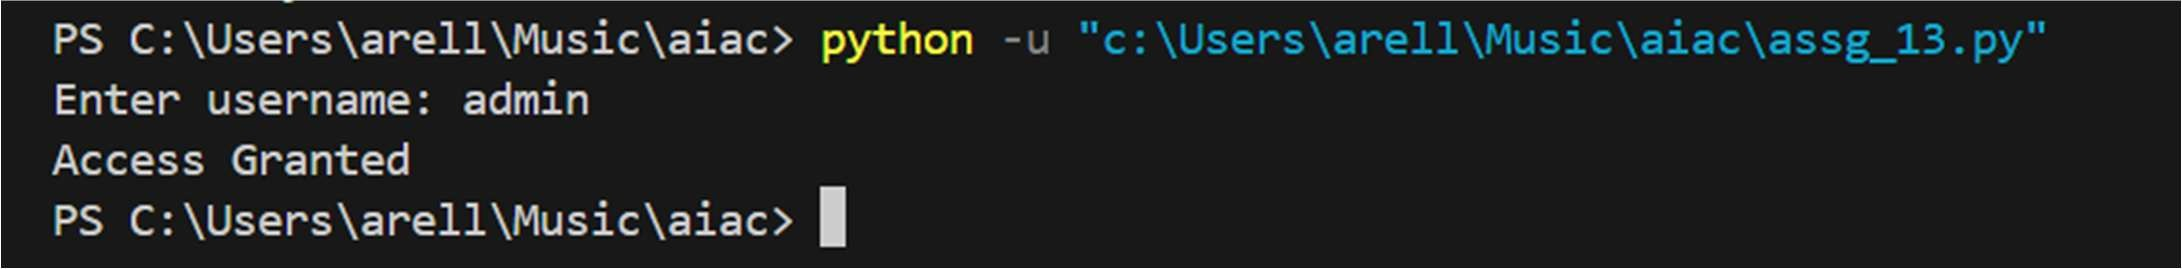 PS C:\Users\arell\Music\aiac> python -u "c:\Users\arell\Music\aiac\assg_13.py"
Enter username: admin
Access Granted
PS C:\Users\arell\Music\aiac>